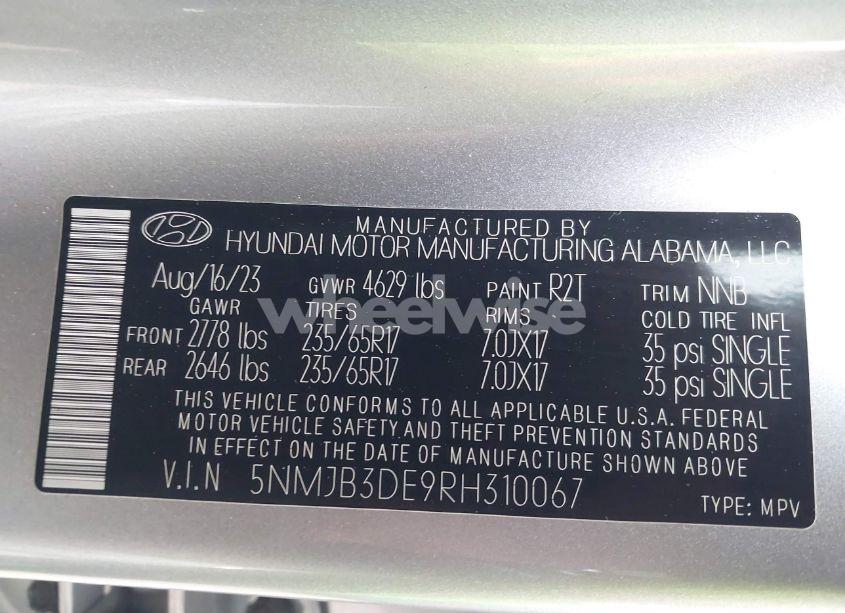 MANUFACTURED BY
HYUNDAI MOTOR MANUFACTURING ALABAMA, LLC
Aug/16/23 GVWR 4629 lbs PAINT R2T TRIM NNB
GAWR TIRES RIMS COLD TIRE INFL
FRONT 2778 lbs 235/65R17 7.0JX17 35 psi SINGLE
REAR 2646 lbs 235/65R17 7.0JX17 35 psi SINGLE
THIS VEHICLE CONFORMS TO ALL APPLICABLE U.S.A. FEDERAL
MOTOR VEHICLE SAFETY AND THEFT PREVENTION STANDARDS
IN EFFECT ON THE DATE OF MANUFACTURE SHOWN ABOVE
V.I.N 5NMJB3DE9RH310067
TYPE: MPV
wheelwise